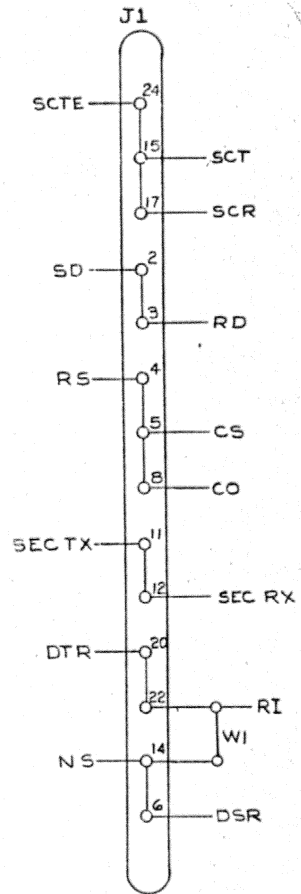 J1
24
SCTE
15
SCT
17
SCR
2
SD
3
RD
4
RS
5
CS
8
CO
11
SEC TX
12
SEC RX
20
DTR
22
RI
W1
14
NS
6
DSR